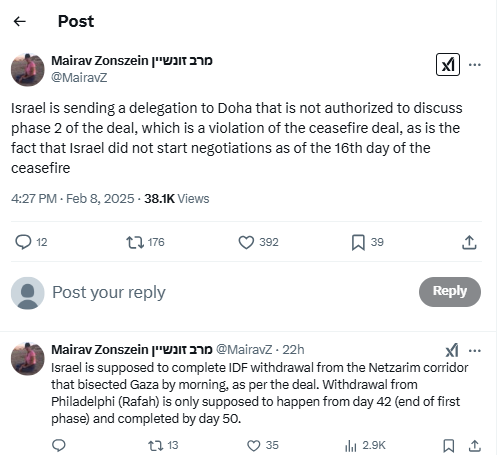 Post
Mairav Zonszein מרב זונשיין
@MairavZ
Israel is sending a delegation to Doha that is not authorized to discuss
phase 2 of the deal, which is a violation of the ceasefire deal, as is the
fact that Israel did not start negotiations as of the 16th day of the
ceasefire
4:27 PM · Feb 8, 2025 · 38.1K Views
12 176 392 39
Post your reply Reply
Mairav Zonszein מרב זונשיין @MairavZ · 22h
Israel is supposed to complete IDF withdrawal from the Netzarim corridor
that bisected Gaza by morning, as per the deal. Withdrawal from
Philadelphi (Rafah) is only supposed to happen from day 42 (end of first
phase) and completed by day 50.
13 35 2.9K